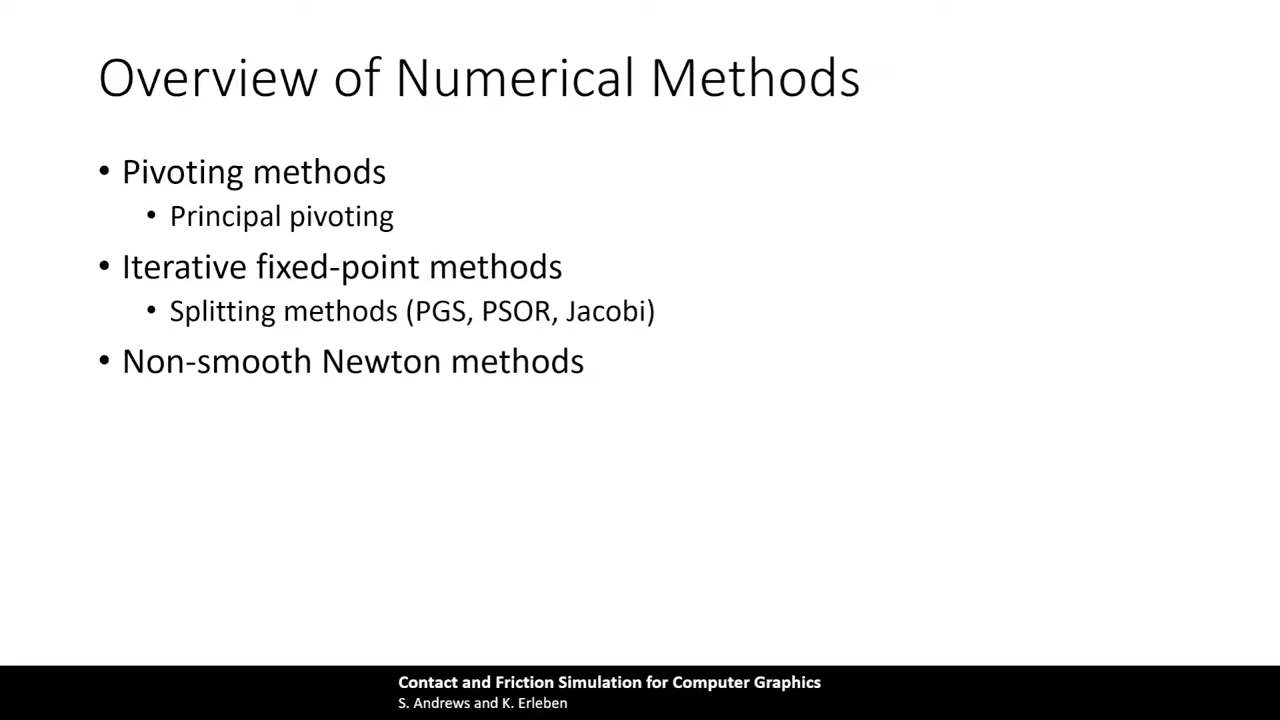 Overview of Numerical Methods
• Pivoting methods
• Principal pivoting
• Iterative fixed-point methods
• Splitting methods (PGS, PSOR, Jacobi)
• Non-smooth Newton methods
Contact and Friction Simulation for Computer Graphics
S. Andrews and K. Erleben